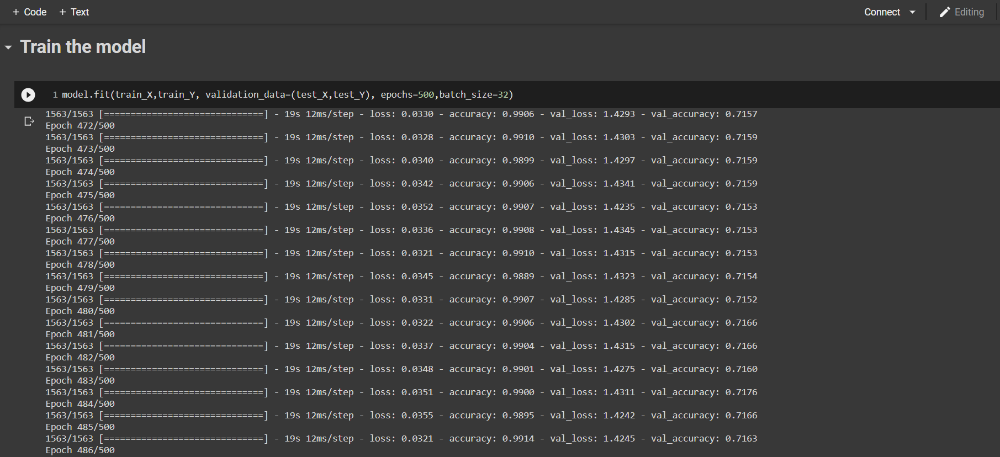 + Code + Text Connect Editing
Train the model
1 model.fit(train_X,train_Y, validation_data=(test_X,test_Y), epochs=500,batch_size=32)
1563/1563 [==============================] - 19s 12ms/step - loss: 0.0330 - accuracy: 0.9906 - val_loss: 1.4293 - val_accuracy: 0.7157
Epoch 472/500
1563/1563 [==============================] - 19s 12ms/step - loss: 0.0328 - accuracy: 0.9910 - val_loss: 1.4303 - val_accuracy: 0.7159
Epoch 473/500
1563/1563 [==============================] - 19s 12ms/step - loss: 0.0340 - accuracy: 0.9899 - val_loss: 1.4297 - val_accuracy: 0.7159
Epoch 474/500
1563/1563 [==============================] - 19s 12ms/step - loss: 0.0342 - accuracy: 0.9906 - val_loss: 1.4341 - val_accuracy: 0.7159
Epoch 475/500
1563/1563 [==============================] - 19s 12ms/step - loss: 0.0352 - accuracy: 0.9907 - val_loss: 1.4235 - val_accuracy: 0.7153
Epoch 476/500
1563/1563 [==============================] - 19s 12ms/step - loss: 0.0336 - accuracy: 0.9908 - val_loss: 1.4345 - val_accuracy: 0.7153
Epoch 477/500
1563/1563 [==============================] - 19s 12ms/step - loss: 0.0321 - accuracy: 0.9910 - val_loss: 1.4315 - val_accuracy: 0.7153
Epoch 478/500
1563/1563 [==============================] - 19s 12ms/step - loss: 0.0345 - accuracy: 0.9889 - val_loss: 1.4323 - val_accuracy: 0.7154
Epoch 479/500
1563/1563 [==============================] - 19s 12ms/step - loss: 0.0331 - accuracy: 0.9907 - val_loss: 1.4285 - val_accuracy: 0.7152
Epoch 480/500
1563/1563 [==============================] - 19s 12ms/step - loss: 0.0322 - accuracy: 0.9906 - val_loss: 1.4302 - val_accuracy: 0.7166
Epoch 481/500
1563/1563 [==============================] - 19s 12ms/step - loss: 0.0337 - accuracy: 0.9904 - val_loss: 1.4315 - val_accuracy: 0.7166
Epoch 482/500
1563/1563 [==============================] - 19s 12ms/step - loss: 0.0348 - accuracy: 0.9901 - val_loss: 1.4275 - val_accuracy: 0.7160
Epoch 483/500
1563/1563 [==============================] - 19s 12ms/step - loss: 0.0351 - accuracy: 0.9900 - val_loss: 1.4311 - val_accuracy: 0.7176
Epoch 484/500
1563/1563 [==============================] - 19s 12ms/step - loss: 0.0355 - accuracy: 0.9895 - val_loss: 1.4242 - val_accuracy: 0.7166
Epoch 485/500
1563/1563 [==============================] - 19s 12ms/step - loss: 0.0321 - accuracy: 0.9914 - val_loss: 1.4245 - val_accuracy: 0.7163
Epoch 486/500